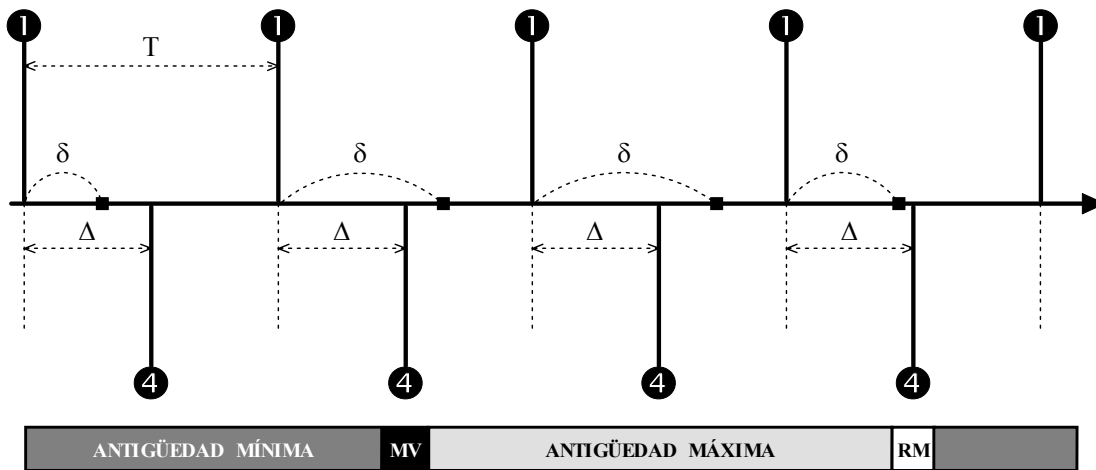 1 1 1 1 1
T
δ δ δ δ
Δ Δ Δ Δ
4 4 4 4
ANTIGÜEDAD MÍNIMA MV ANTIGÜEDAD MÁXIMA RM